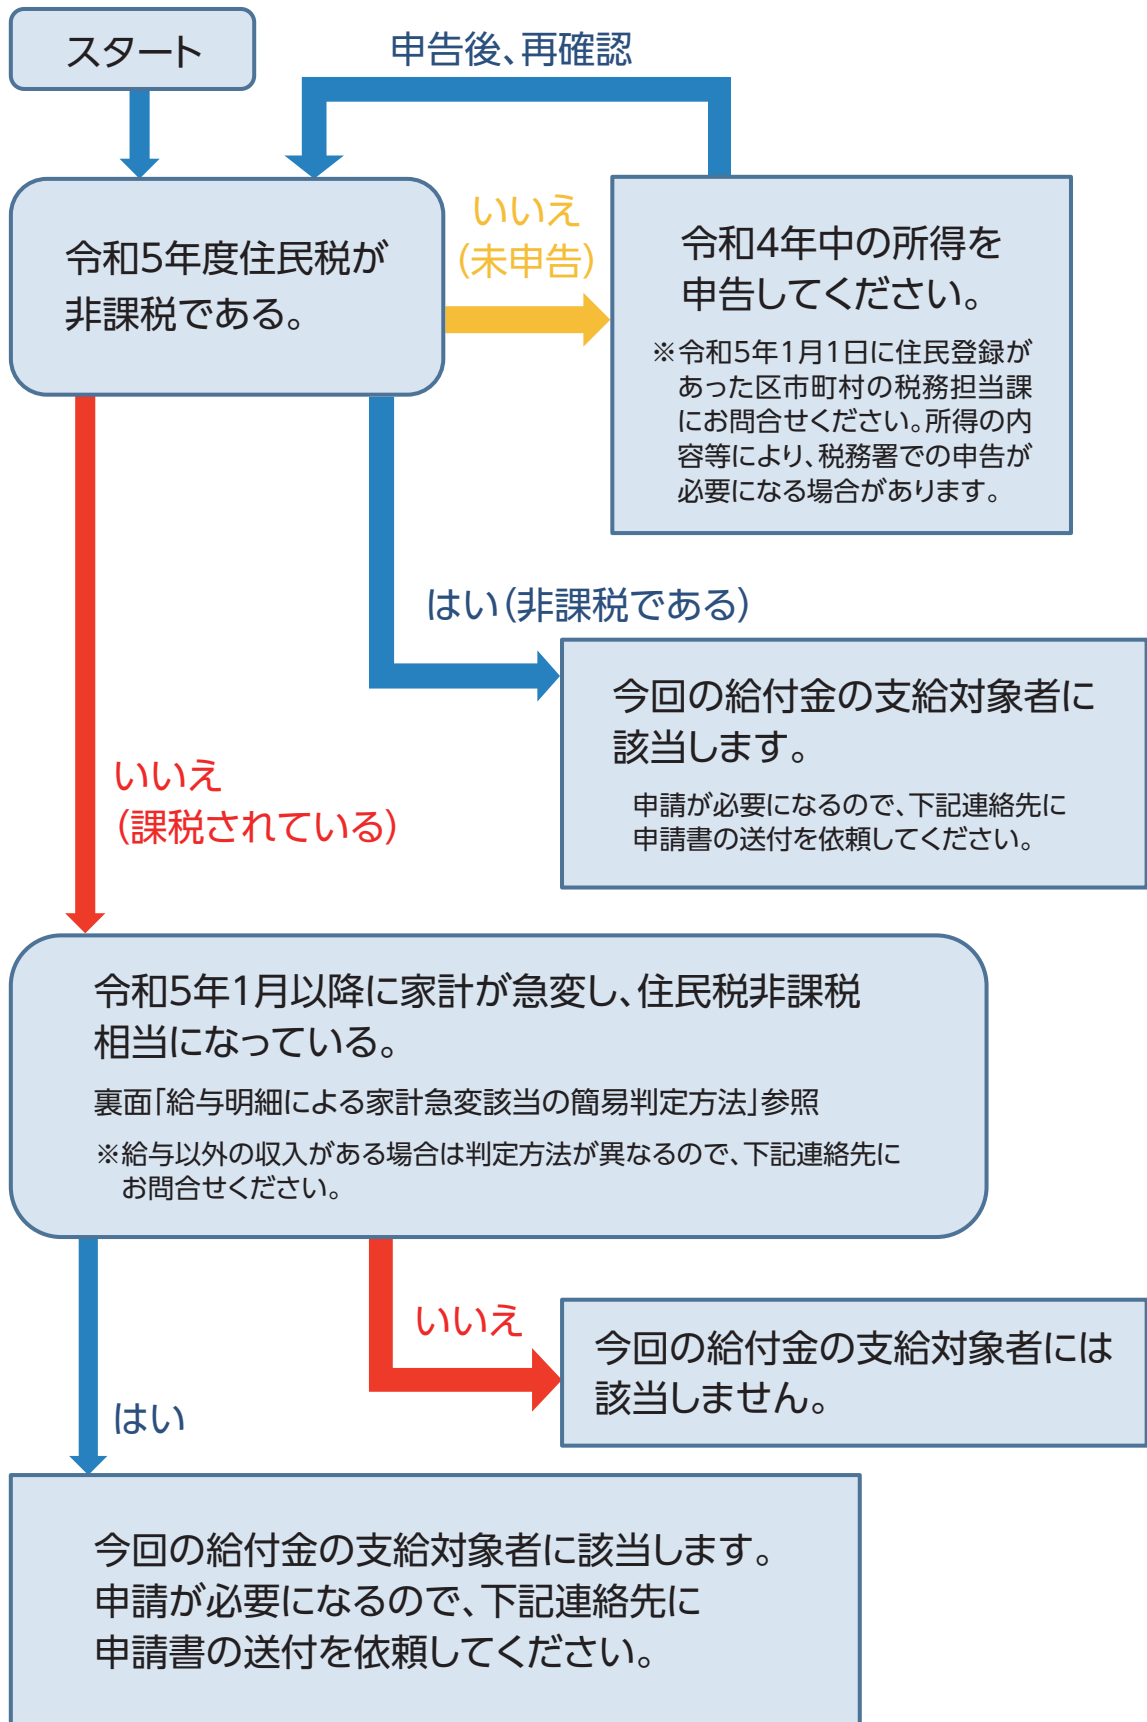 スタート
申告後、再確認
令和5年度住民税が
非課税である。
いいえ
(未申告)
令和4年中の所得を
申告してください。
※令和5年1月1日に住民登録が
あった区市町村の税務担当課
にお問合せください。所得の内
容等により、税務署での申告が
必要になる場合があります。
はい(非課税である)
今回の給付金の支給対象者に
該当します。
申請が必要になるので、下記連絡先に
申請書の送付を依頼してください。
いいえ
(課税されている)
令和5年1月以降に家計が急変し、住民税非課税
相当になっている。
裏面「給与明細による家計急変該当の簡易判定方法」参照
※給与以外の収入がある場合は判定方法が異なるので、下記連絡先に
お問合せください。
いいえ
今回の給付金の支給対象者には
該当しません。
はい
今回の給付金の支給対象者に該当します。
申請が必要になるので、下記連絡先に
申請書の送付を依頼してください。